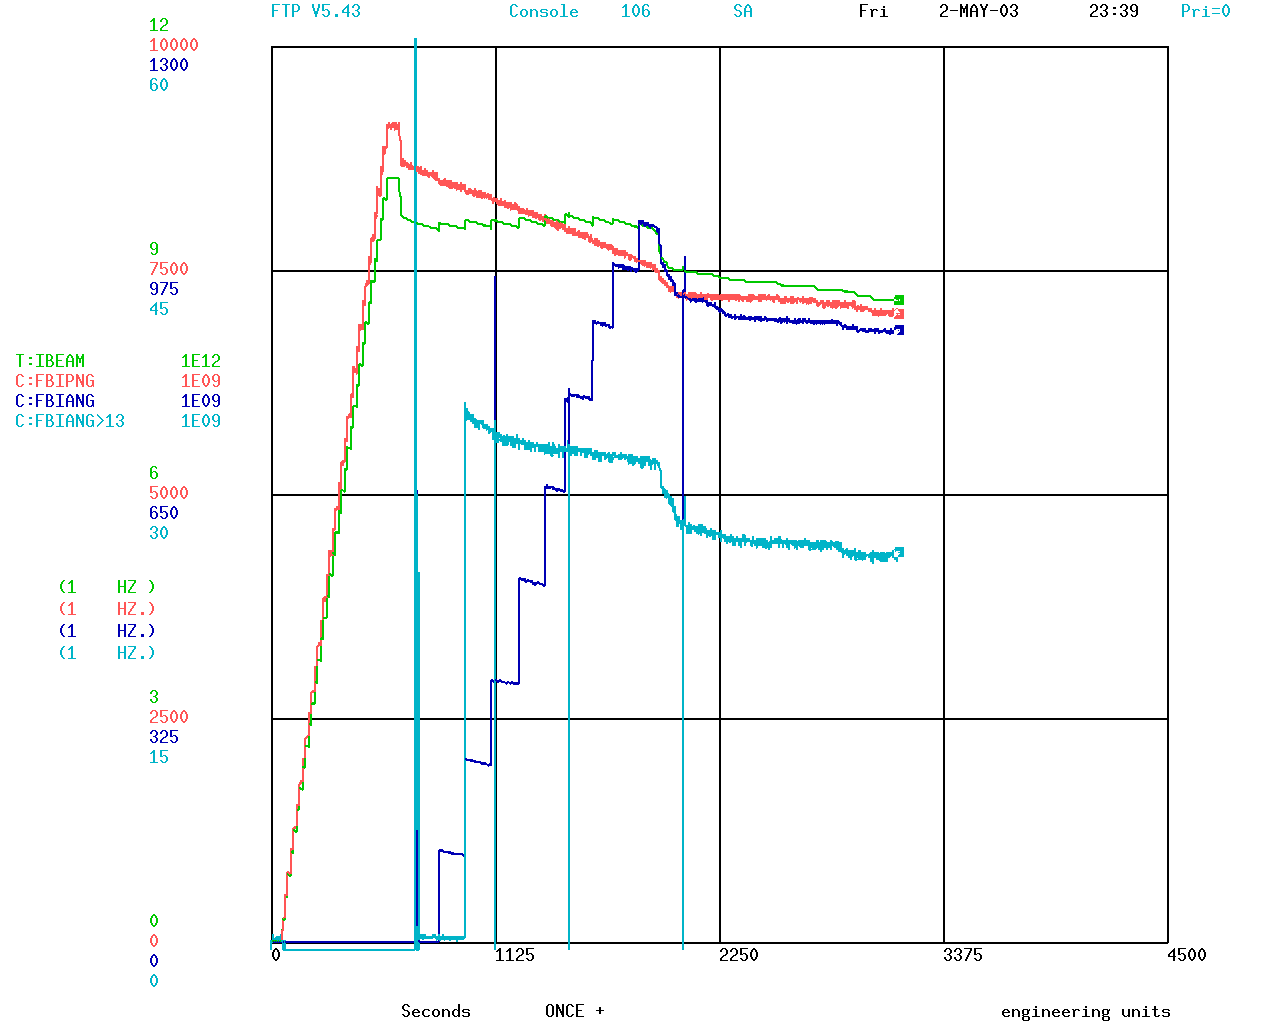 FTP V5.43 Console 106 SA Fri 2-MAY-03 23:39 Pri=0
12
10000
1300
60
9
7500
975
45
T:IBEAM 1E12
C:FBIPNG 1E09
C:FBIANG 1E09
C:FBIANG>13 1E09
6
5000
650
30
(1 HZ )
(1 HZ.)
(1 HZ.)
(1 HZ.)
3
2500
325
15
0
0
0
0
0 1125 2250 3375 4500
Seconds ONCE + engineering units